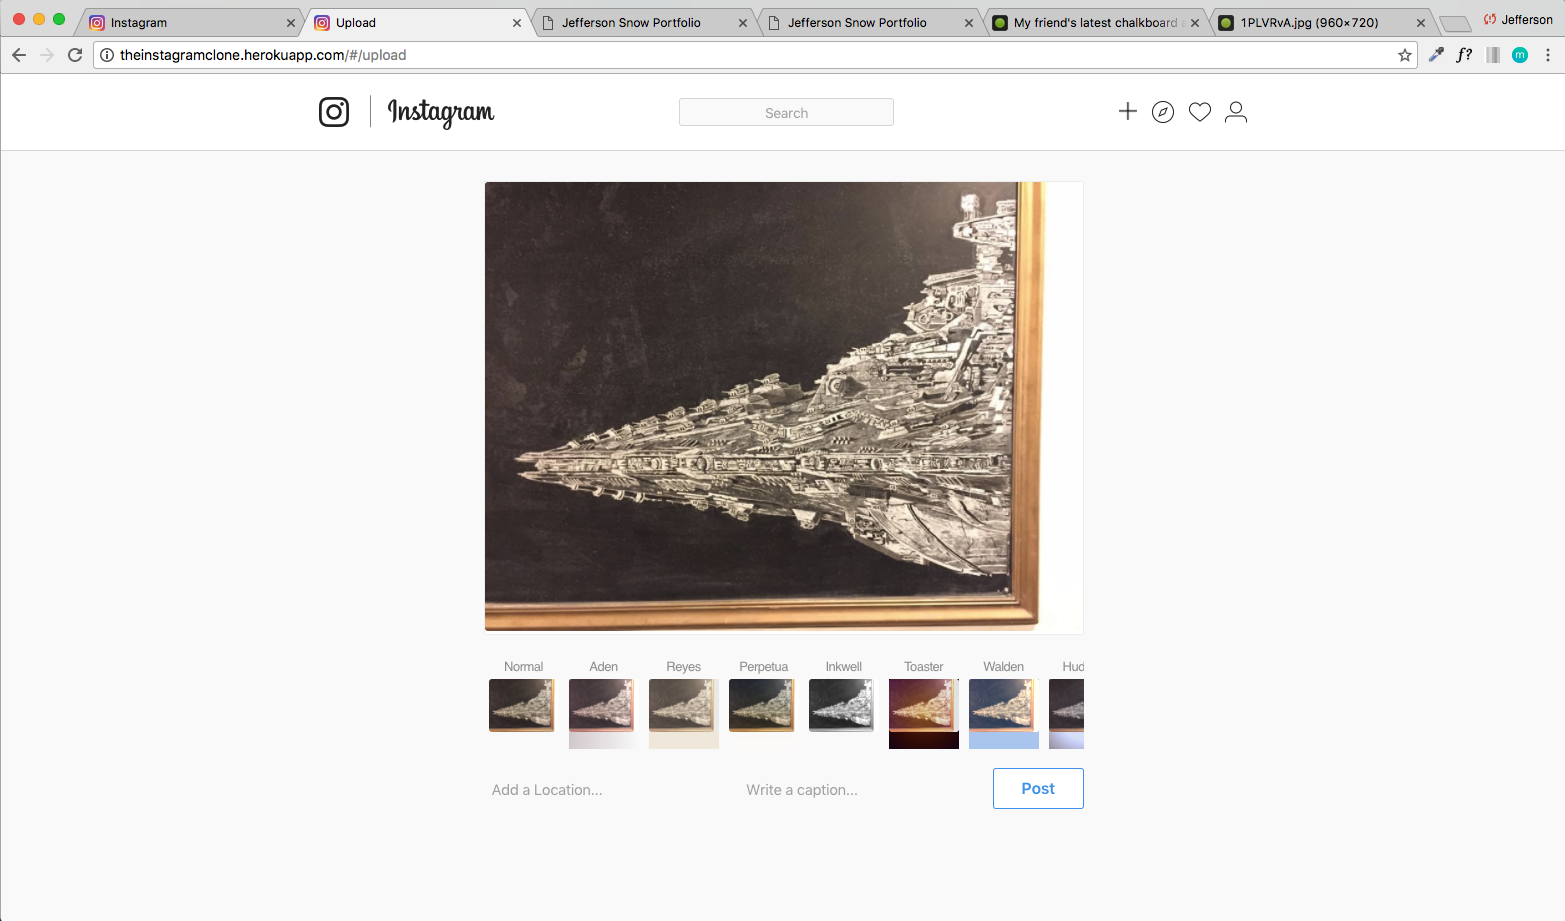 Instagram
Upload
Jefferson Snow Portfolio
Jefferson Snow Portfolio
My friend's latest chalkboard a
1PLVRvA.jpg (960×720)
Jefferson
theinstagramclone.herokuapp.com/#/upload
f?
m
Instagram
Search
Normal
Aden
Reyes
Perpetua
Inkwell
Toaster
Walden
Hud
Add a Location...
Write a caption...
Post